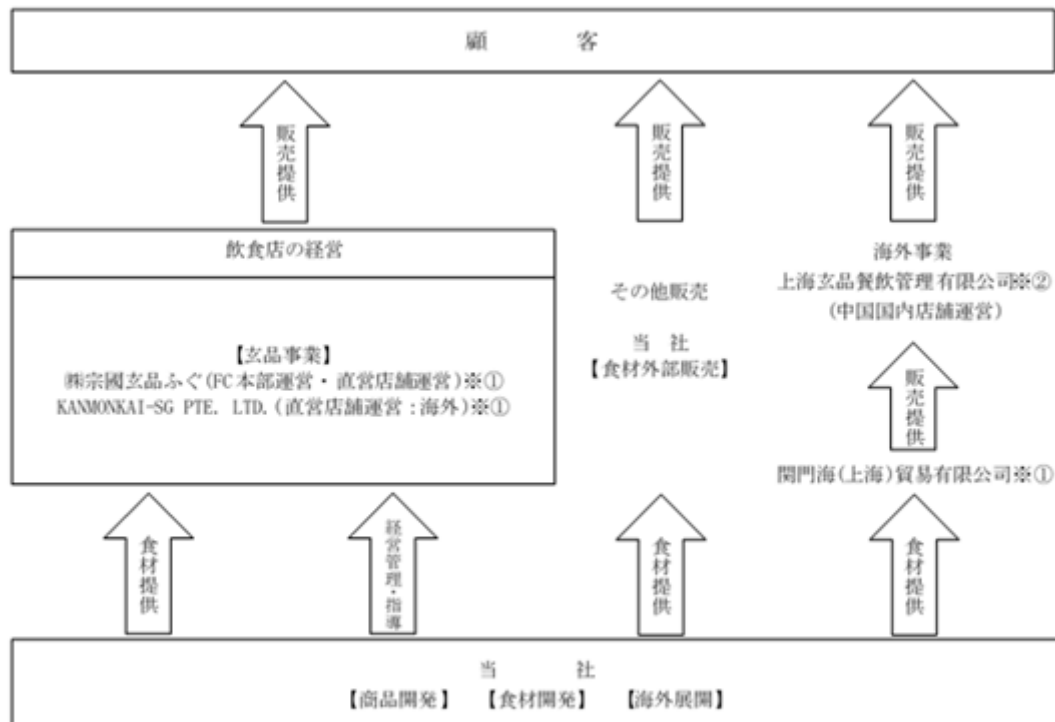 顧客
販売提供
販売提供
販売提供
飲食店の経営
【玄品事業】
㈱宗國玄品ふぐ(FC本部運営・直営店舗運営)※①
KANMONKAI-SG PTE. LTD.(直営店舗運営:海外)※①
その他販売
当社
【食材外部販売】
海外事業
上海玄品餐飲管理有限公司※②
(中国国内店舗運営)
販売提供
関門海(上海)貿易有限公司※①
食材提供
経営管理・指導
食材提供
食材提供
当社
【商品開発】 【食材開発】 【海外展開】